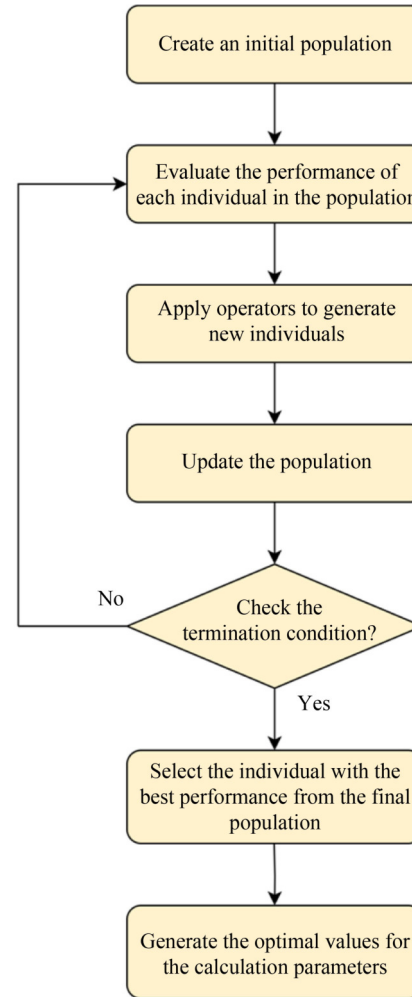 Create an initial population
Evaluate the performance of
each individual in the population
Apply operators to generate
new individuals
Update the population
No
Check the
termination condition?
Yes
Select the individual with the
best performance from the final
population
Generate the optimal values for
the calculation parameters